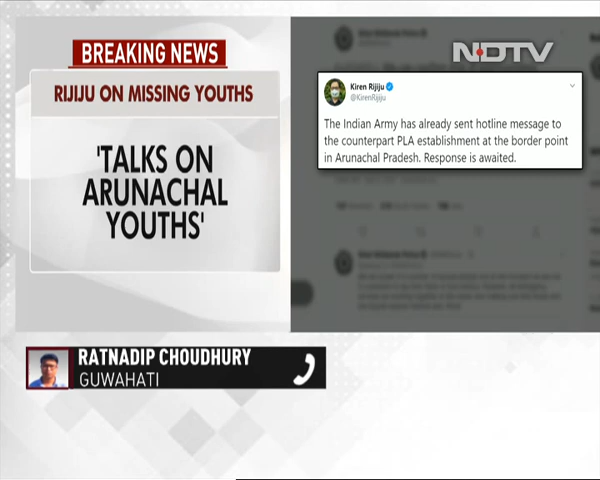 BREAKING NEWS
RIJIJU ON MISSING YOUTHS
'TALKS ON
ARUNACHAL
YOUTHS'
NDTV
Kiren Rijiju
@KirenRijiju
The Indian Army has already sent hotline message to
the counterpart PLA establishment at the border point
in Arunachal Pradesh. Response is awaited.
RATNADIP CHOUDHURY
GUWAHATI